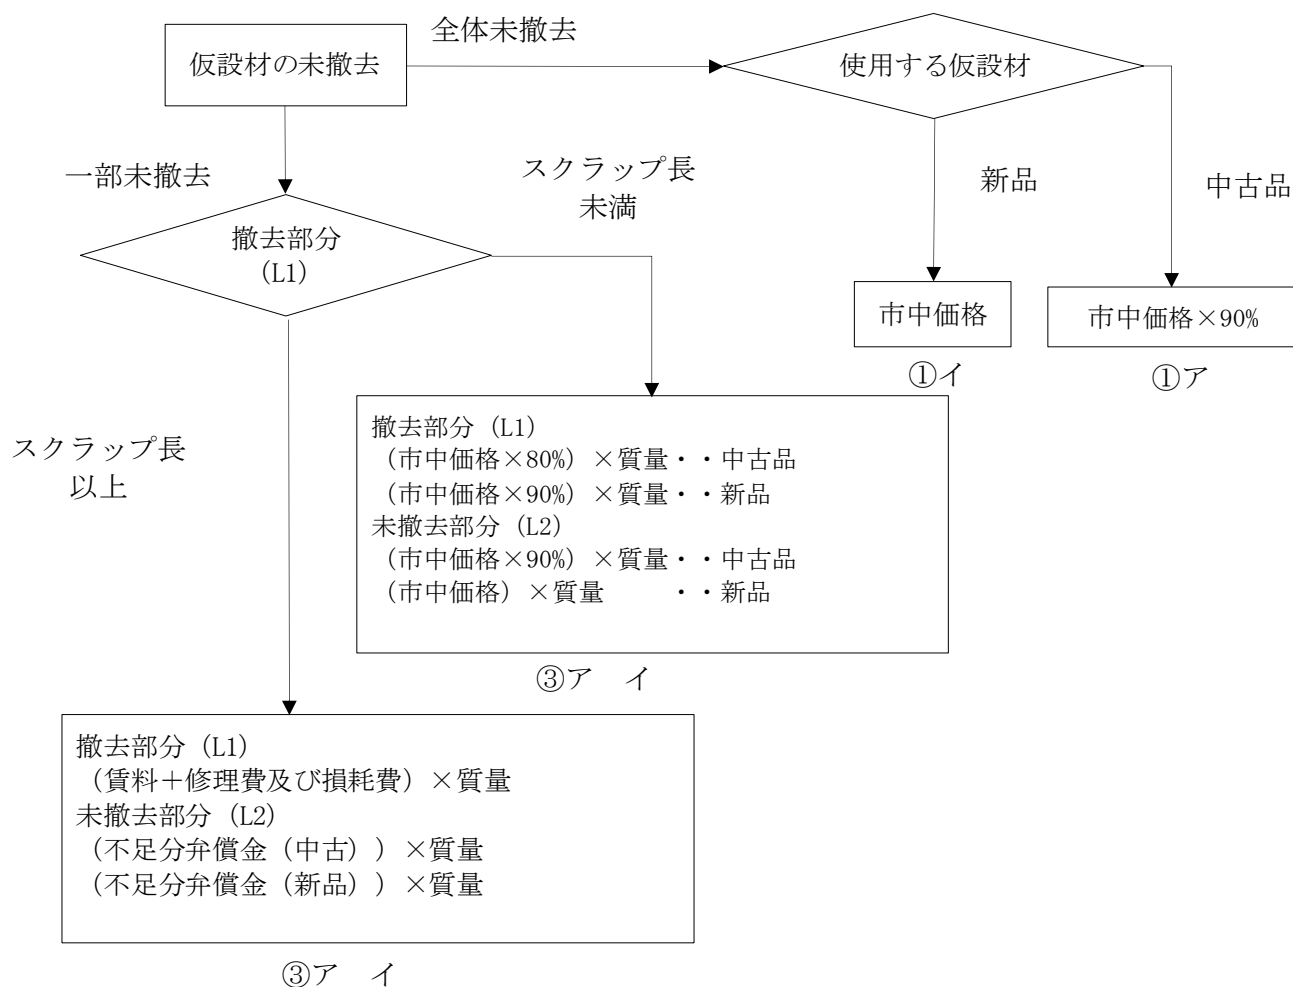 仮設材の未撤去
全体未撤去
使用する仮設材
一部未撤去
スクラップ長
未満
新品
中古品
撤去部分
(L1)
市中価格
市中価格×90%
①イ
①ア
スクラップ長
以上
撤去部分（L1）
（市中価格×80%）×質量・・中古品
（市中価格×90%）×質量・・新品
未撤去部分（L2）
（市中価格×90%）×質量・・中古品
（市中価格）×質量　　・・新品
③ア　イ
撤去部分（L1）
（賃料＋修理費及び損耗費）×質量
未撤去部分（L2）
（不足分弁償金（中古））×質量
（不足分弁償金（新品））×質量
③ア　イ